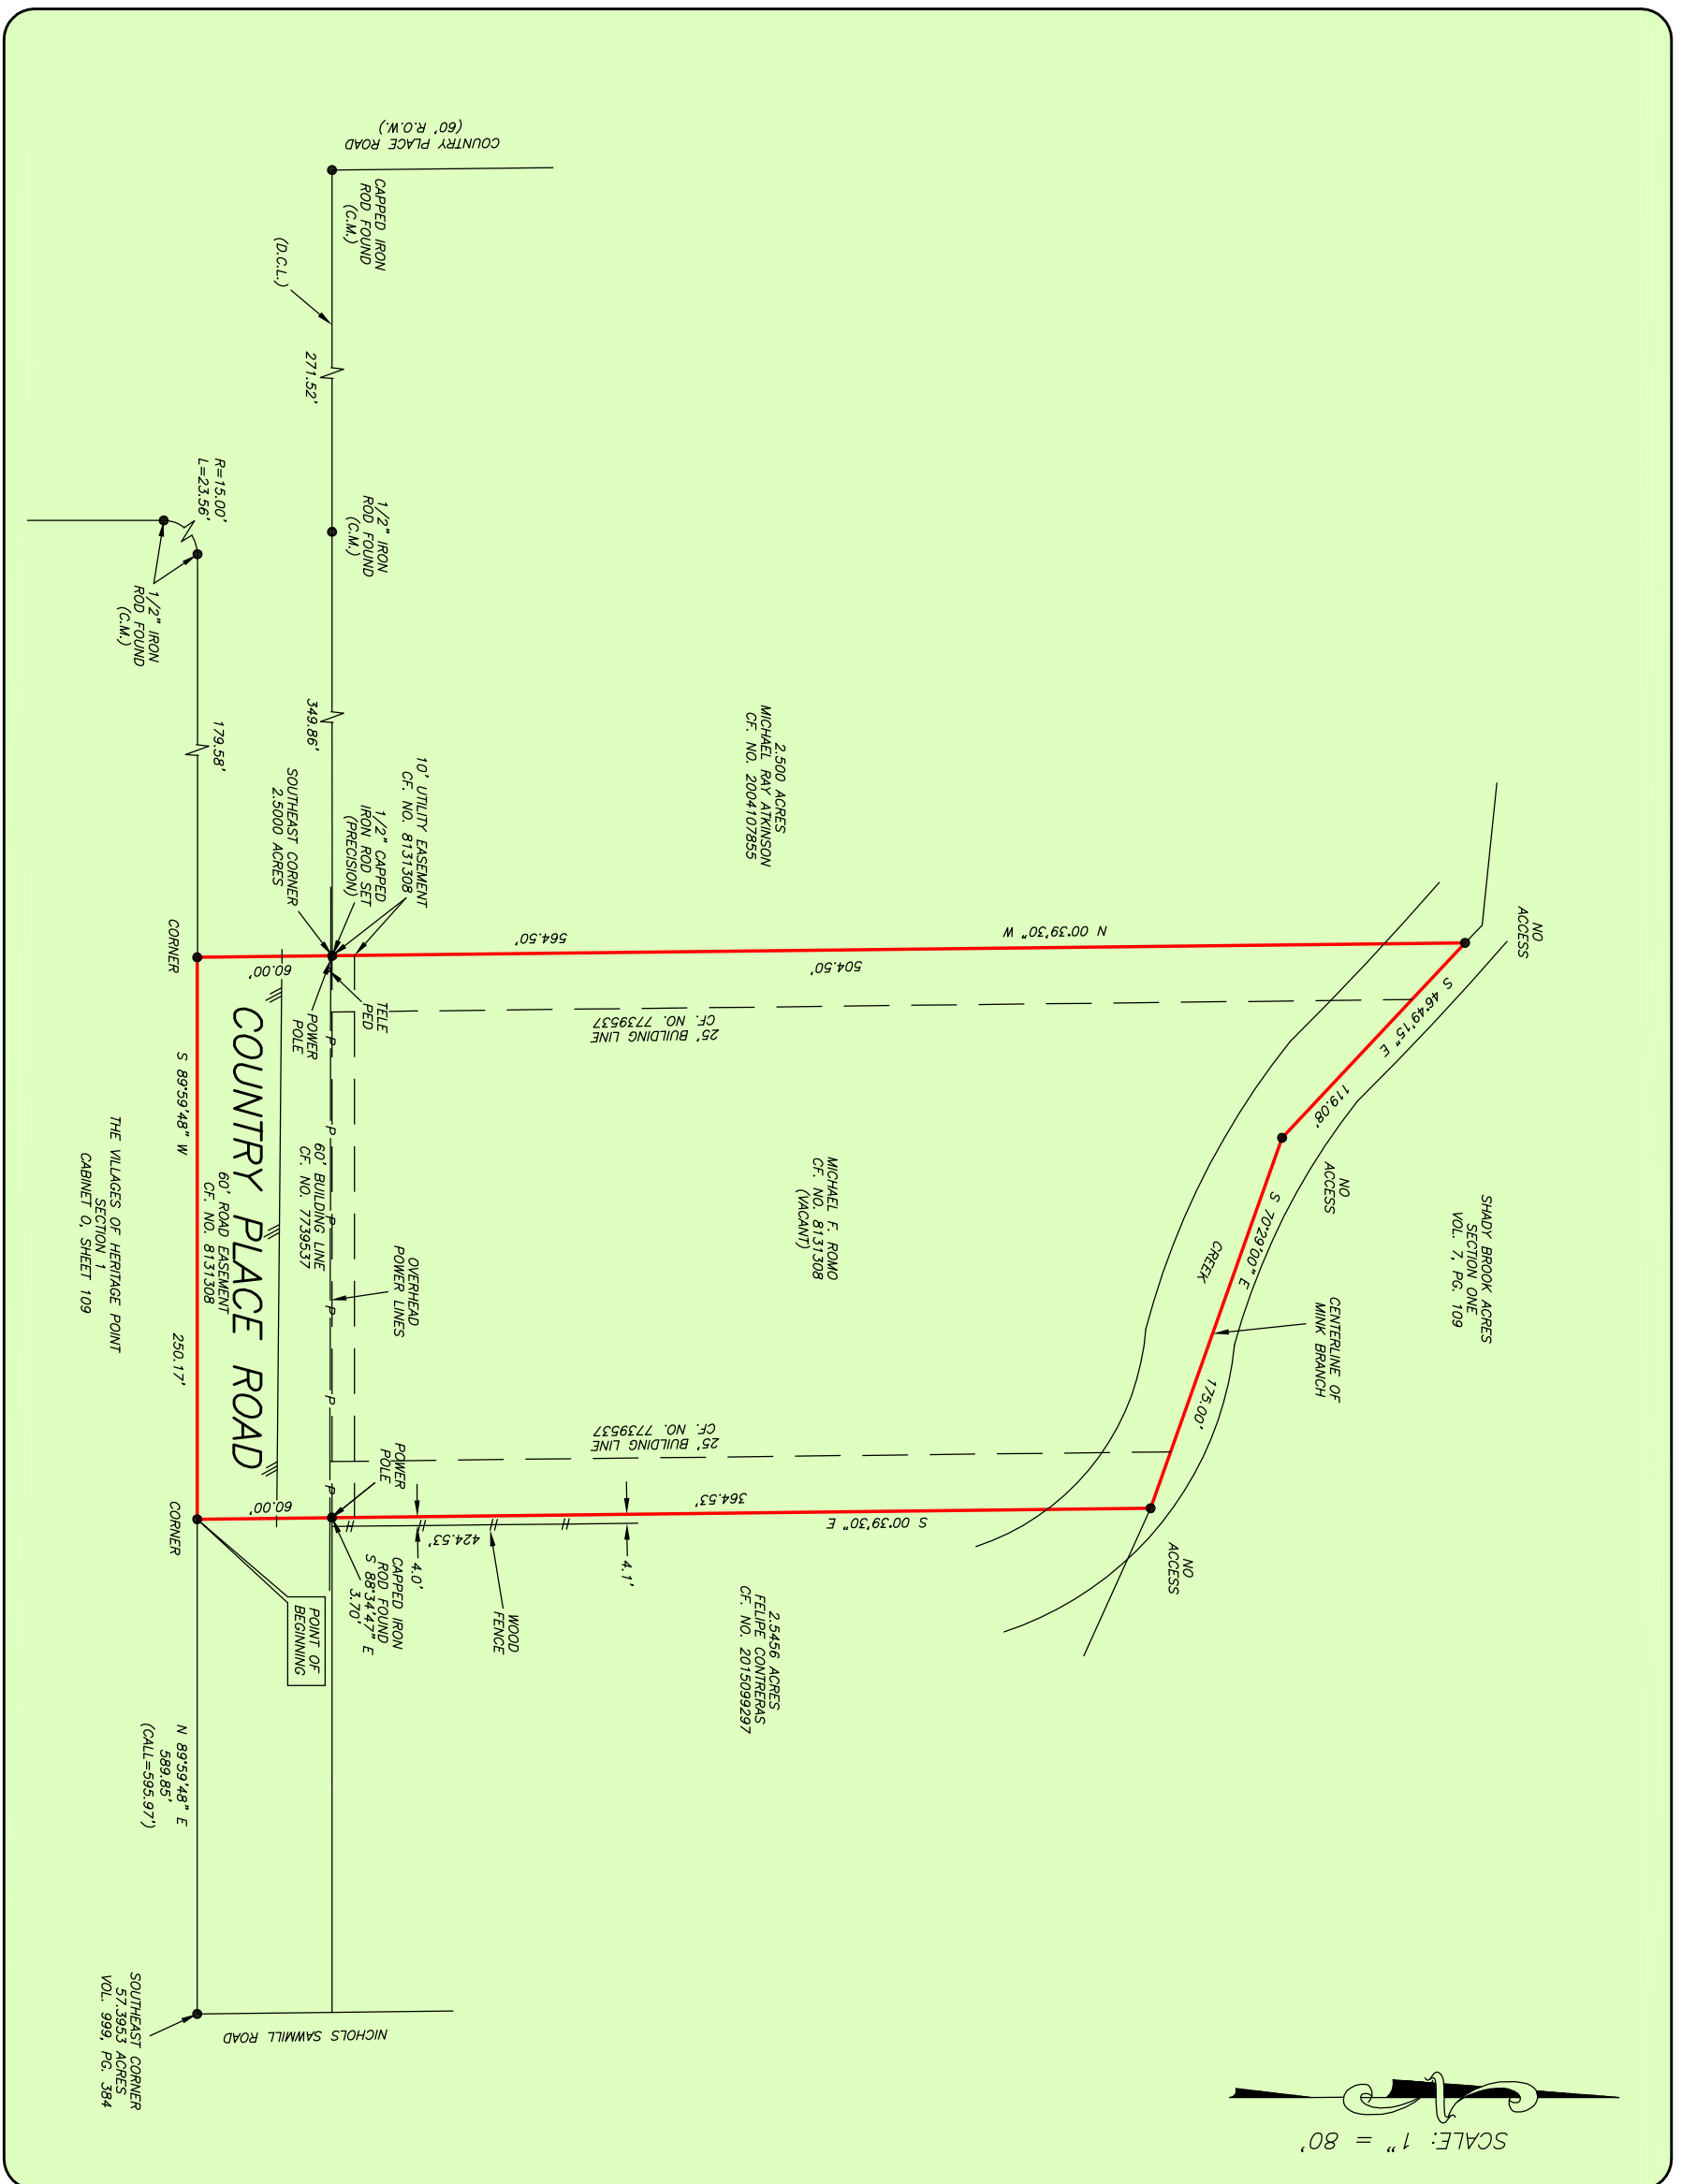 SCALE: 1" = 80'
NO
ACCESS
SHADY BROOK ACRES
SECTION ONE
VOL. 7, PG. 109
S 46°49'15" E
119.08'
NO
ACCESS
S 70°29'00" E
175.00'
CREEK
CENTERLINE OF
MINK BRANCH
NO
ACCESS
N 00°39'30" W
564.50'
504.50'
2.500 ACRES
MICHAEL RAY ATKINSON
CF. NO. 2004107855
MICHAEL F. ROMO
CF. NO. 8131308
(VACANT)
2.5456 ACRES
FELIPE CONTRERAS
CF. NO. 2015099297
25' BUILDING LINE
CF. NO. 7739537
25' BUILDING LINE
CF. NO. 7739537
S 00°39'30" E
364.53'
424.53'
4.1'
4.0'
WOOD
FENCE
COUNTRY PLACE ROAD
(60' R.O.W.)
CAPPED IRON
ROD FOUND
(C.M.)
(D.C.L.)
271.52'
1/2" IRON
ROD FOUND
(C.M.)
349.86'
10' UTILITY EASEMENT
CF. NO. 8131308
1/2" CAPPED
IRON ROD SET
(PRECISION)
SOUTHEAST CORNER
2.5000 ACRES
TELE
PED
POWER
POLE
P
P
P
P
P
P
60' BUILDING LINE
CF. NO. 7739537
OVERHEAD
POWER LINES
POWER
POLE
CAPPED IRON
ROD FOUND
S 88°34'47" E
3.70'
R=15.00'
L=23.56'
1/2" IRON
ROD FOUND
(C.M.)
179.58'
CORNER
60.00'
COUNTRY PLACE ROAD
60' ROAD EASEMENT
CF. NO. 8131308
60.00'
S 89°59'48" W
250.17'
CORNER
POINT OF
BEGINNING
THE VILLAGES OF HERITAGE POINT
SECTION 1
CABINET O, SHEET 109
N 89°59'48" E
589.85'
(CALL=595.97')
NICHOLS SAWMILL ROAD
SOUTHEAST CORNER
57.3953 ACRES
VOL. 999, PG. 384